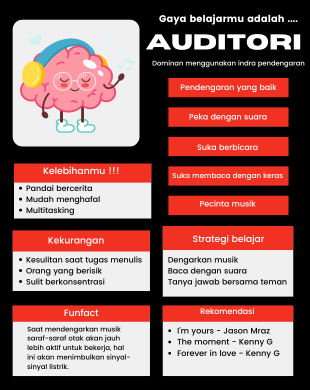 Gaya belajarmu adalah ....
AUDITORI
Dominan menggunakan indra pendengaran
Pendengaran yang baik
Peka dengan suara
Suka berbicara
Suka membaca dengan keras
Pecinta musik
Kelebihanmu !!!
• Pandai bercerita
• Mudah menghafal
• Multitasking
Kekurangan
• Kesulitan saat tugas menulis
• Orang yang berisik
• Sulit berkonsentrasi
Strategi belajar
Dengarkan musik
Baca dengan suara
Tanya jawab bersama teman
Funfact
Saat mendengarkan musik
saraf-saraf otak akan jauh
lebih aktif untuk bekerja, hal
ini akan menimbulkan sinyal-
sinyal listrik.
Rekomendasi
• I'm yours - Jason Mraz
• The moment - Kenny G
• Forever in love - Kenny G